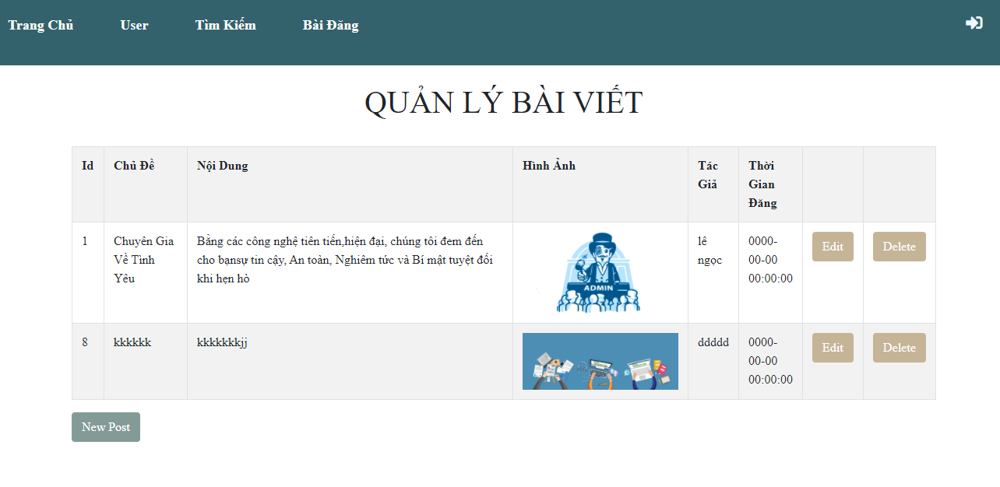 Trang Chủ User Tìm Kiếm Bài Đăng
QUẢN LÝ BÀI VIẾT
Id Chủ Đề Nội Dung Hình Ảnh Tác Giả Thời Gian Đăng
1
Chuyên Gia
Về Tình
Yêu
Bằng các công nghệ tiên tiến,hiện đại, chúng tôi đem đến
cho bạnsự tin cậy, An toàn, Nghiêm tức và Bí mật tuyệt đối
khi hẹn hò
ADMIN
lê
ngọc
0000-
00-00
00:00:00
Edit
Delete
8
kkkkkk
kkkkkkkjj
ddddd
0000-
00-00
00:00:00
Edit
Delete
New Post